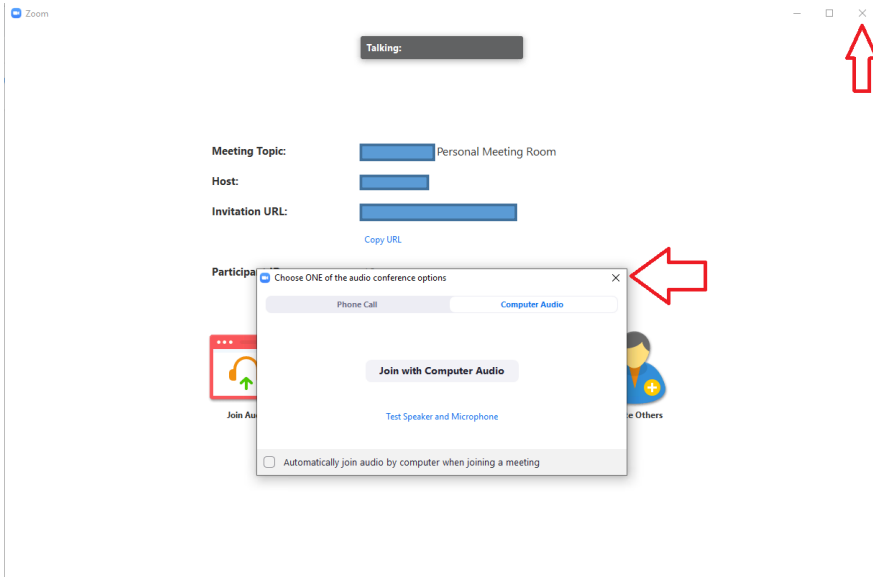 Zoom
Talking:
Meeting Topic: Personal Meeting Room
Host:
Invitation URL:
Copy URL
Choose ONE of the audio conference options
Phone Call Computer Audio
Join with Computer Audio
Join
Others
Test Speaker and Microphone
Automatically join audio by computer when joining a meeting